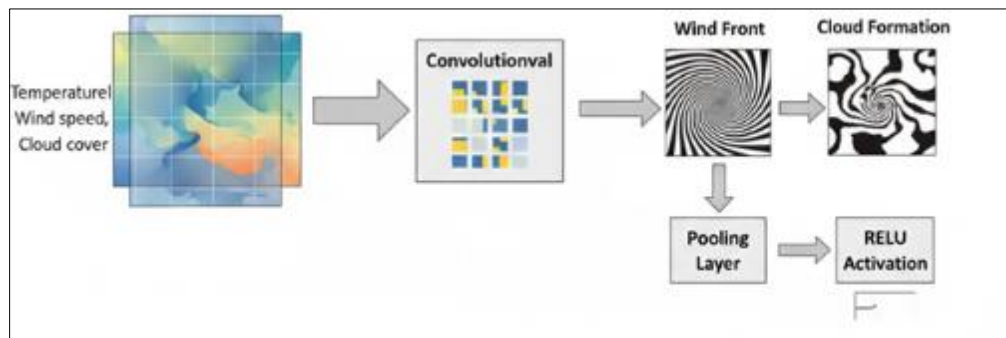 Temperaturel
Wind speed,
Cloud cover
Convolutionval
Wind Front
Cloud Formation
Pooling
Layer
RELU
Activation